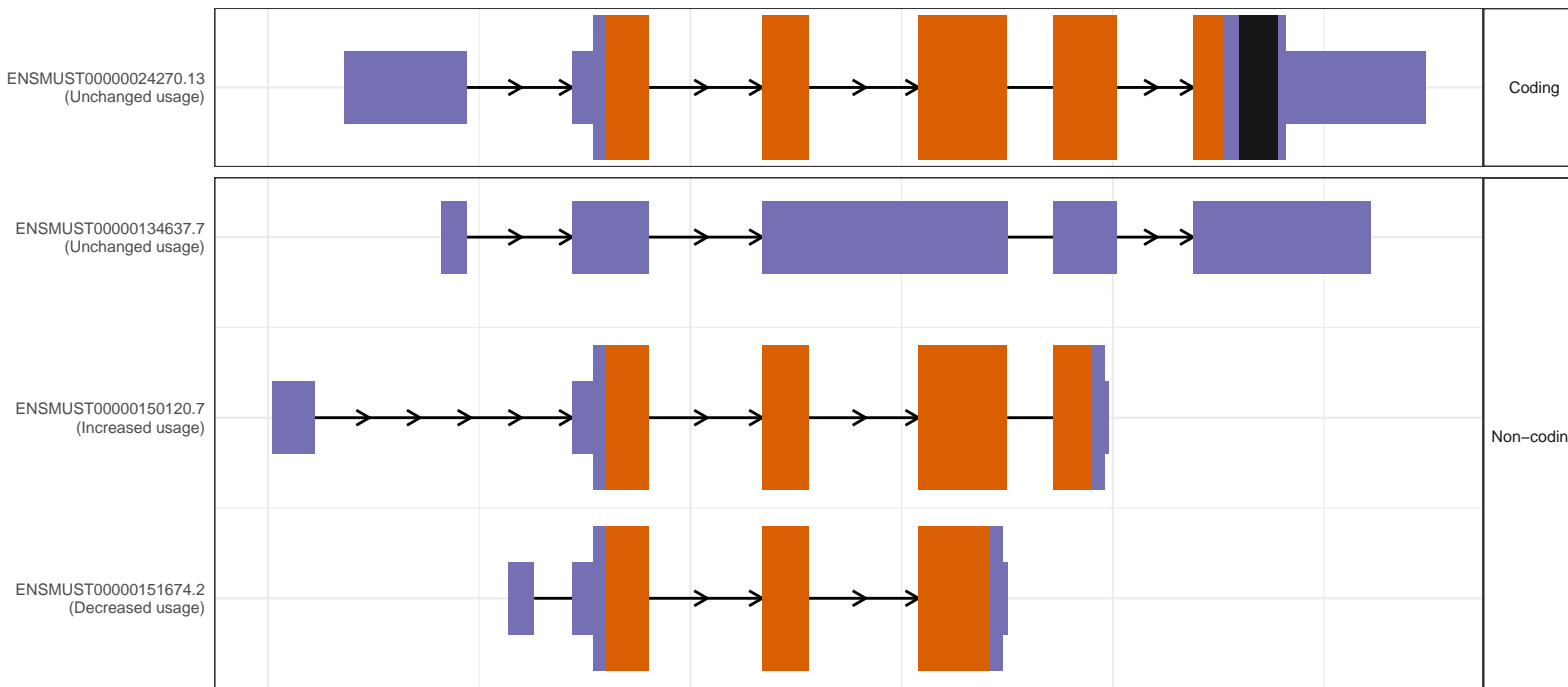 ENSMUST00000024270.13
(Unchanged usage)
Coding
ENSMUST00000134637.7
(Unchanged usage)
ENSMUST00000150120.7
(Increased usage)
Non−codin
ENSMUST00000151674.2
(Decreased usage)